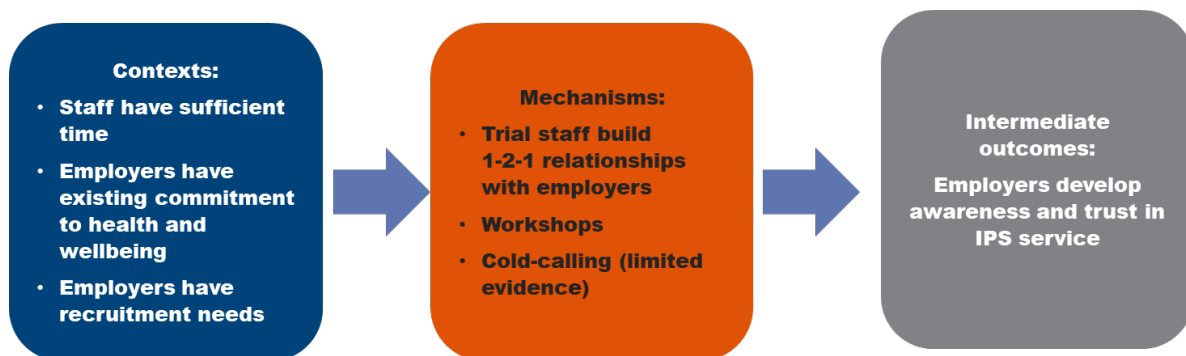 Contexts:
• Staff have sufficient
time
• Employers have
existing commitment
to health and
wellbeing
• Employers have
recruitment needs
Mechanisms:
• Trial staff build
1-2-1 relationships
with employers
• Workshops
• Cold-calling (limited
evidence)
Intermediate
outcomes:
Employers develop
awareness and trust in
IPS service